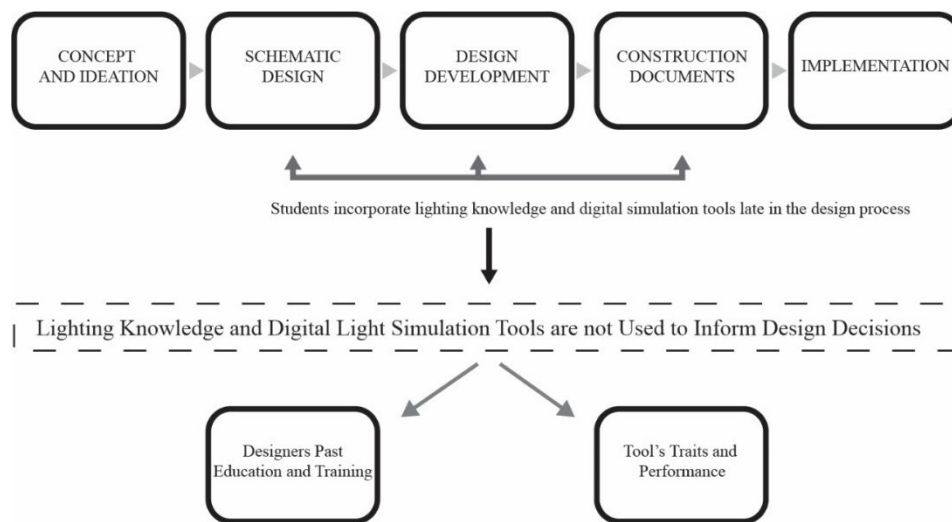 CONCEPT
AND IDEATION
SCHEMATIC
DESIGN
DESIGN
DEVELOPMENT
CONSTRUCTION
DOCUMENTS
IMPLEMENTATION
Students incorporate lighting knowledge and digital simulation tools late in the design process
Lighting Knowledge and Digital Light Simulation Tools are not Used to Inform Design Decisions
Designers Past
Education and Training
Tool’s Traits and
Performance